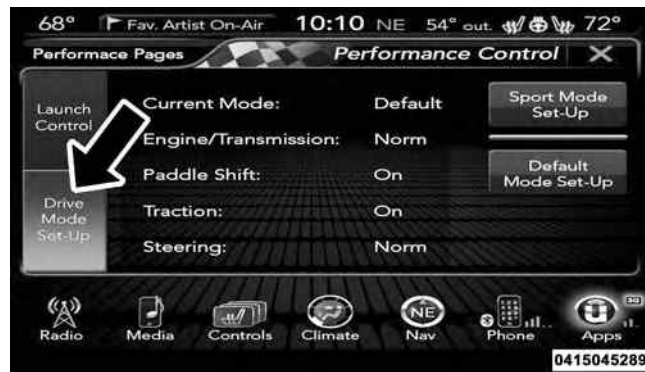 68° Fav. Artist On-Air 10:10 NE 54° out. 72°
Performace Pages Performance Control X
Launch
Control
Drive
Mode
Set-Up
Current Mode: Default
Engine/Transmission: Norm
Paddle Shift: On
Traction: On
Steering: Norm
Sport Mode
Set-Up
Default
Mode Set-Up
NE 3G
Radio Media Controls Climate Nav Phone Apps
0415045289